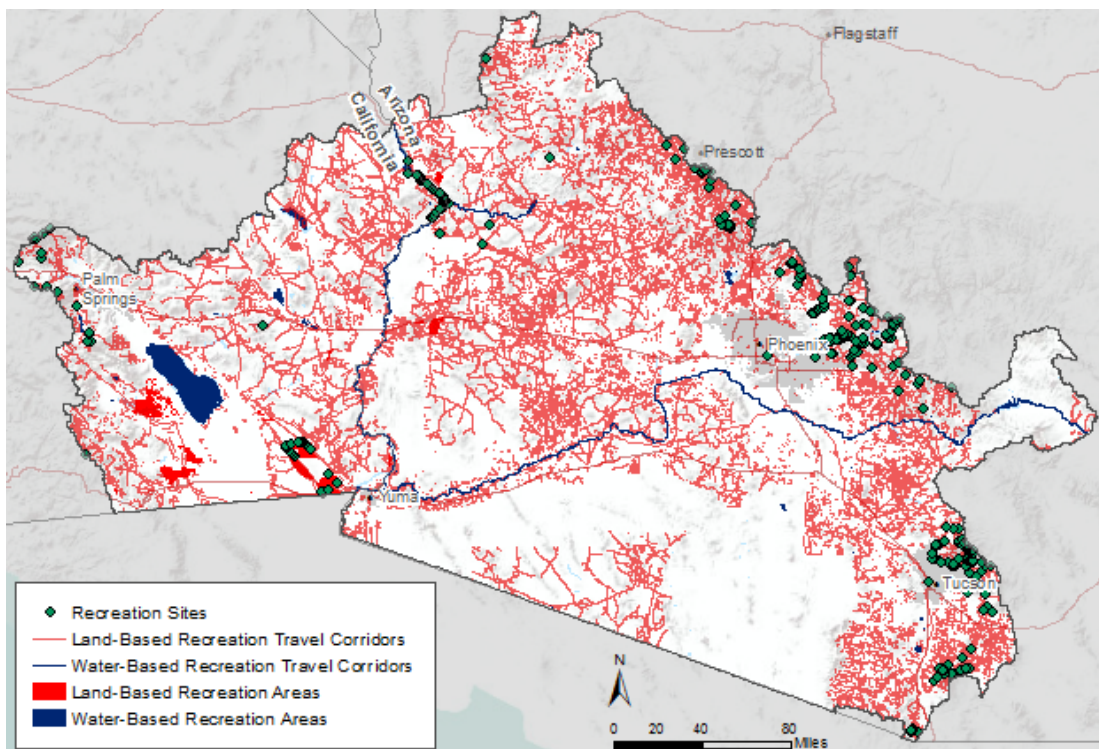 Flagstaff
Arizona
California
Prescott
Palm
Springs
Phoenix
Yuma
Tucson
Recreation Sites
Land-Based Recreation Travel Corridors
Water-Based Recreation Travel Corridors
Land-Based Recreation Areas
Water-Based Recreation Areas
N
0 20 40 80
Miles